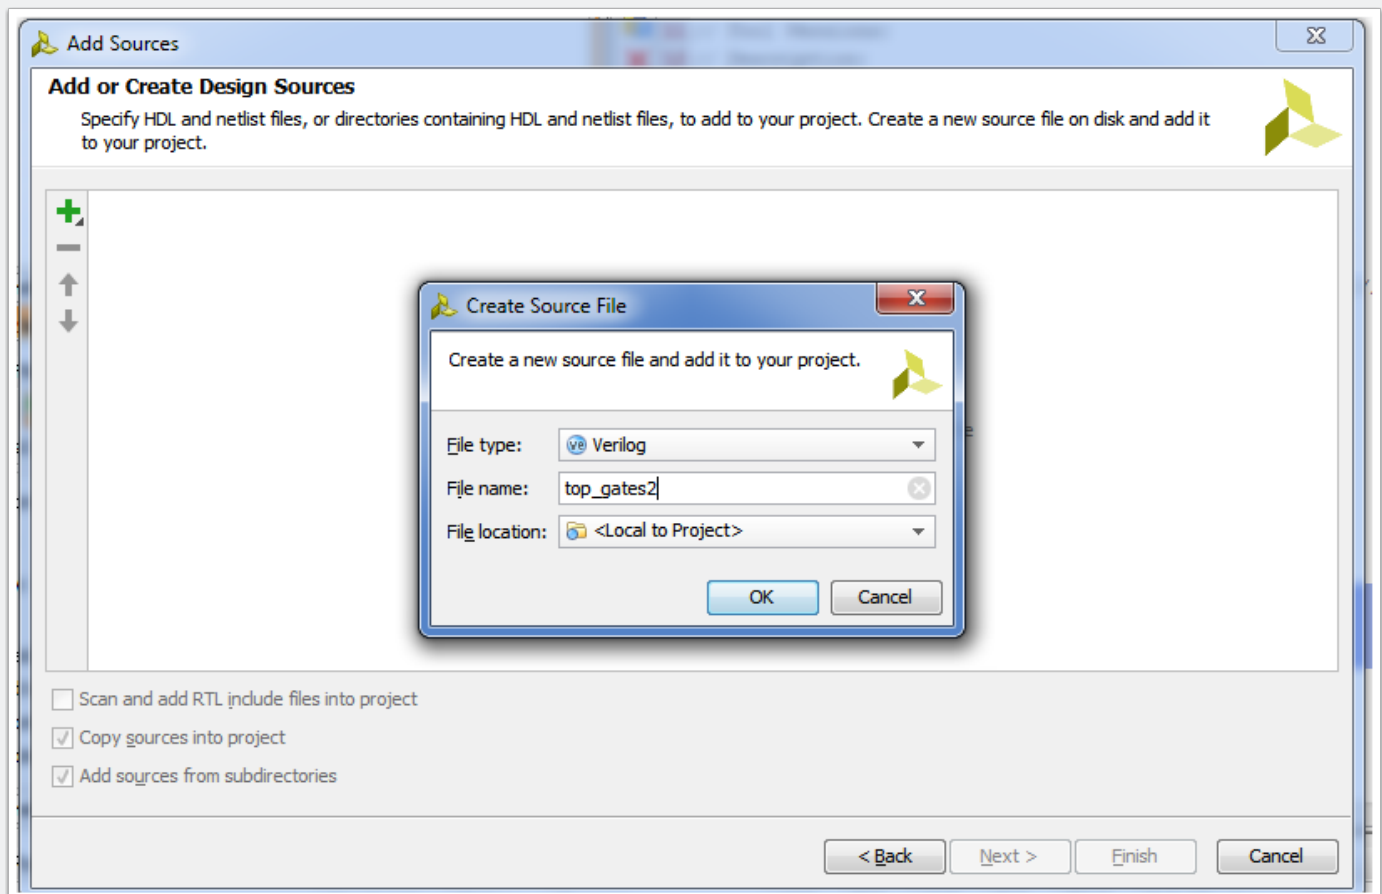 Add Sources
Add or Create Design Sources
Specify HDL and netlist files, or directories containing HDL and netlist files, to add to your project. Create a new source file on disk and add it
to your project.
Create Source File
Create a new source file and add it to your project.
File type: Verilog
File name: top_gates2
File location: <Local to Project>
OK Cancel
Scan and add RTL include files into project
Copy sources into project
Add sources from subdirectories
< Back Next > Finish Cancel